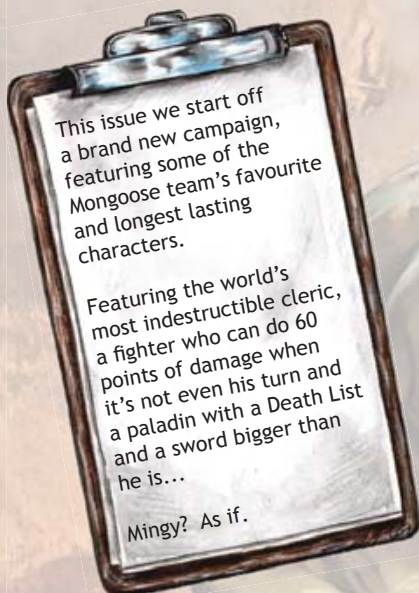 This issue we start off
a brand new campaign,
featuring some of the
Mongoose team's favourite
and longest lasting
characters.
Featuring the world's
most indestructible cleric,
a fighter who can do 60
points of damage when
it's not even his turn and
a paladin with a Death List
and a sword bigger than
he is...
Mingy? As if.